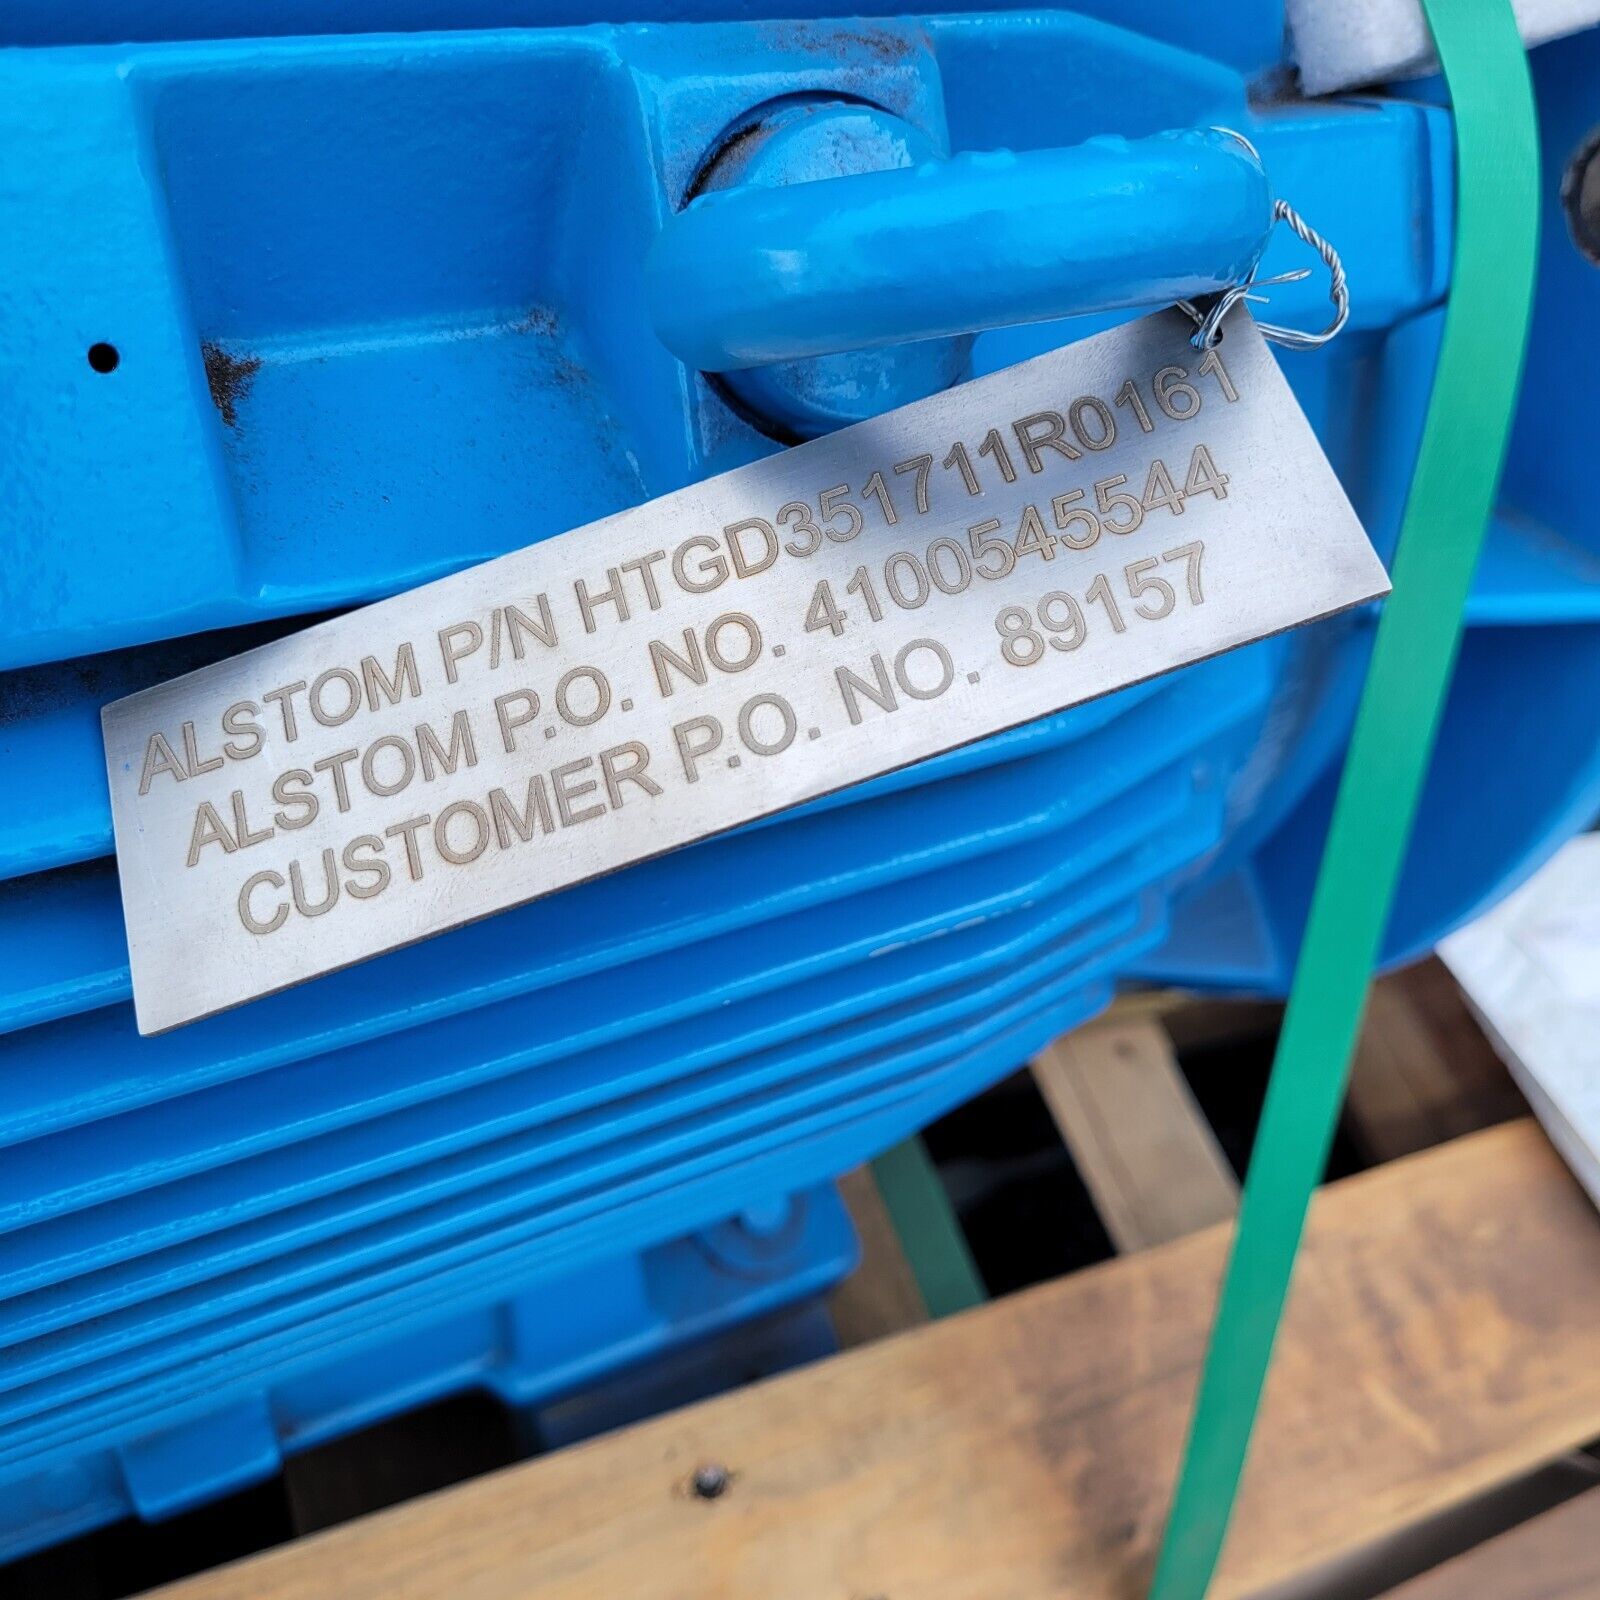 ALSTOM P/N HTGD351711R0161
ALSTOM P.O. NO. 4100545544
CUSTOMER P.O. NO. 89157